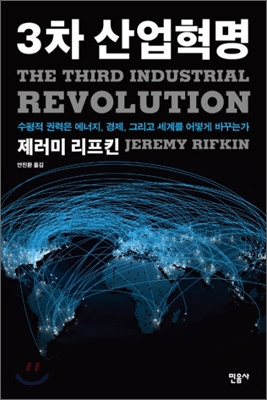 3차 산업혁명
THE THIRD INDUSTRIAL
REVOLUTION
수평적 권력은 에너지, 경제, 그리고 세계를 어떻게 바꾸는가
제러미 리프킨 JEREMY RIFKIN
안진환 옮김
민음사